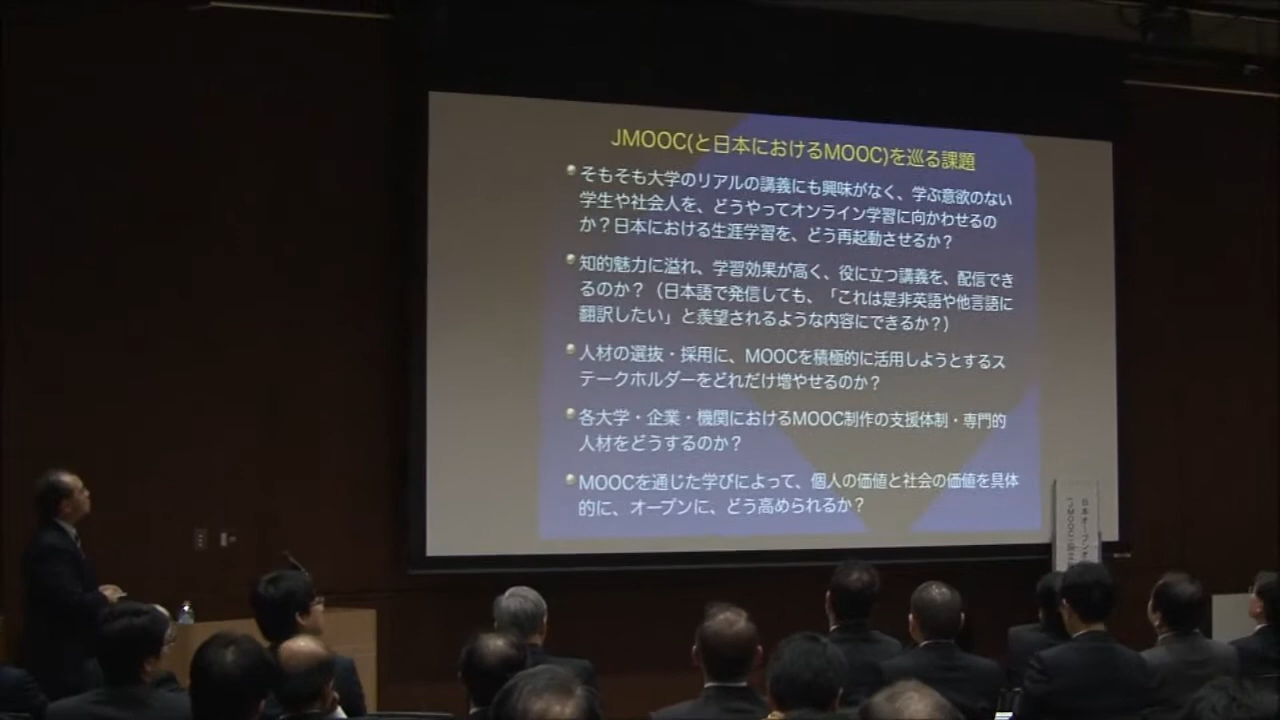 JMOOC(と日本におけるMOOC)を巡る課題
そもそも大学のリアルの講義にも興味がなく、学ぶ意欲のない
学生や社会人を、どうやってオンライン学習に向かわせるの
か？日本における生涯学習を、どう再起動させるか？
知的魅力に溢れ、学習効果が高く、役に立つ講義を、配信でき
るのか？（日本語で発信しても、「これは是非英語や他言語に
翻訳したい」と羨望されるような内容にできるか？）
人材の選抜・採用に、MOOCを積極的に活用しようとするス
テークホルダーをどれだけ増やせるのか？
各大学・企業・機関におけるMOOC制作の支援体制・専門的
人材をどうするのか？
MOOCを通じた学びによって、個人の価値と社会の価値を具体
的に、オープンに、どう高められるか？
日本オープンオ
（JMOOC）設立